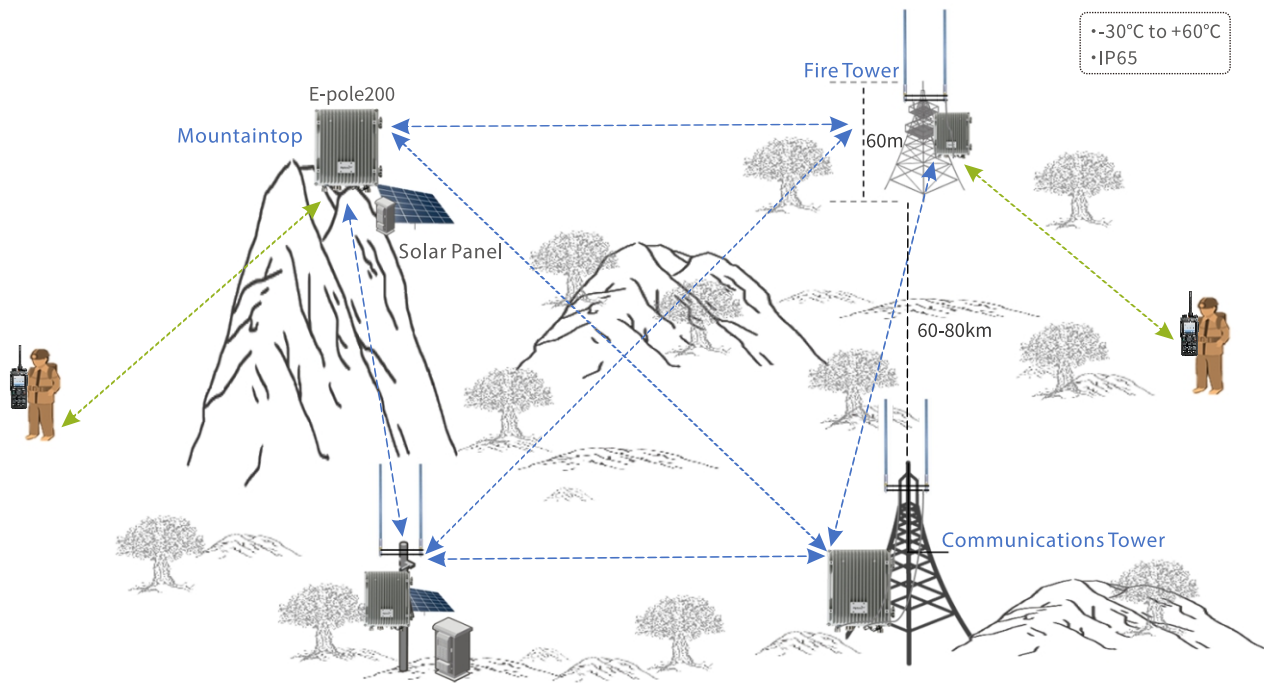 •-30°C to +60°C
•IP65
Fire Tower
E-pole200
Mountaintop
60m
Solar Panel
60-80km
Communications Tower